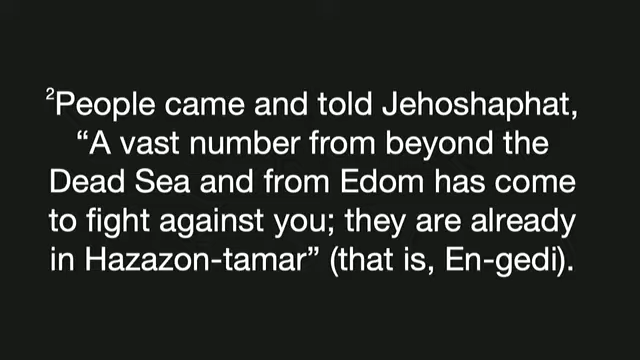 ²People came and told Jehoshaphat,
“A vast number from beyond the
Dead Sea and from Edom has come
to fight against you; they are already
in Hazazon-tamar” (that is, En-gedi).